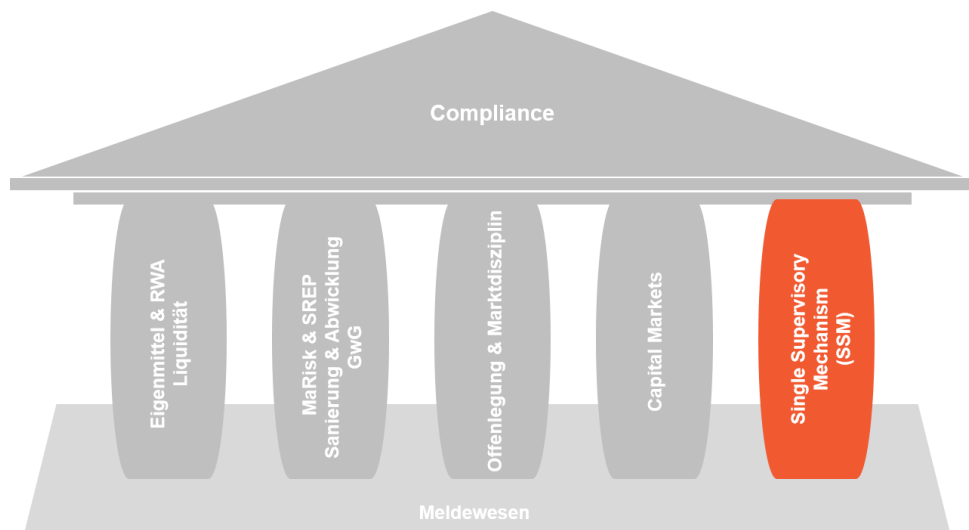 Compliance
Eigenmittel & RWA
Liquidität
MaRisk & SREP
Sanierung & Abwicklung
GwG
Offenlegung & Marktdisziplin
Capital Markets
Single Supervisory
Mechanism
(SSM)
Meldewesen